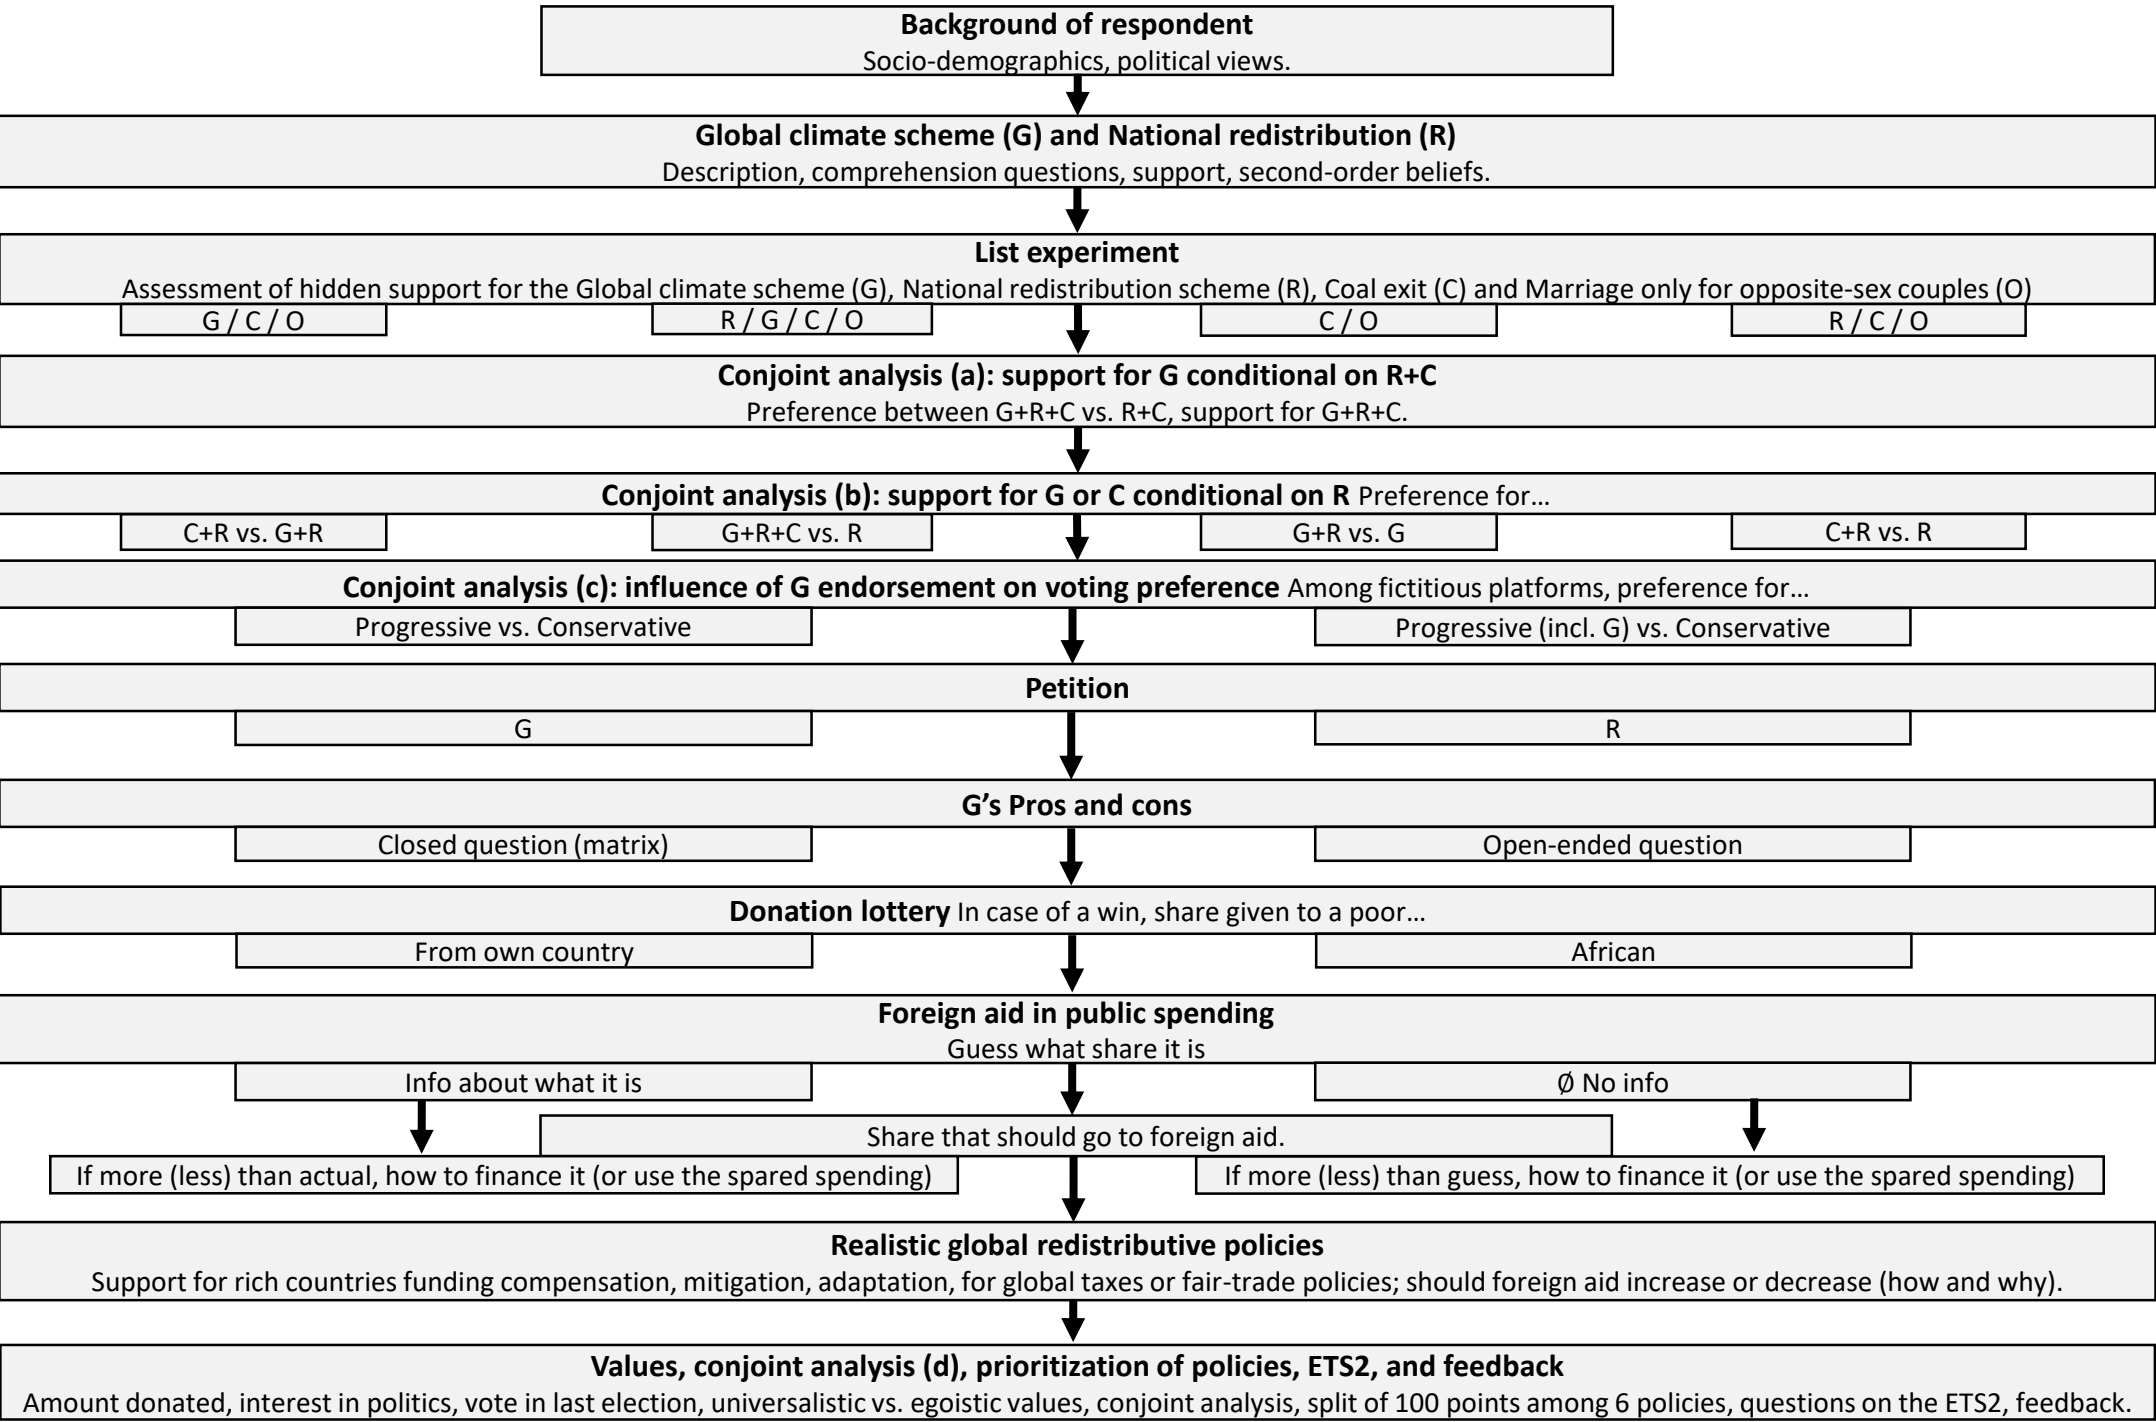 Background of respondent
Socio-demographics, political views.
Global climate scheme (G) and National redistribution (R)
Description, comprehension questions, support, second-order beliefs.
List experiment
Assessment of hidden support for the Global climate scheme (G), National redistribution scheme (R), Coal exit (C) and Marriage only for opposite-sex couples (O)
G / C / O
R / G / C / O
C / O
R / C / O
Conjoint analysis (a): support for G conditional on R+C
Preference between G+R+C vs. R+C, support for G+R+C.
Conjoint analysis (b): support for G or C conditional on R Preference for…
C+R vs. G+R
G+R+C vs. R
G+R vs. G
C+R vs. R
Conjoint analysis (c): influence of G endorsement on voting preference Among fictitious platforms, preference for…
Progressive vs. Conservative
Progressive (incl. G) vs. Conservative
Petition
G
R
G’s Pros and cons
Closed question (matrix)
Open-ended question
Donation lottery In case of a win, share given to a poor…
From own country
African
Foreign aid in public spending
Guess what share it is
Info about what it is
Ø No info
Share that should go to foreign aid.
If more (less) than actual, how to finance it (or use the spared spending)
If more (less) than guess, how to finance it (or use the spared spending)
Realistic global redistributive policies
Support for rich countries funding compensation, mitigation, adaptation, for global taxes or fair-trade policies; should foreign aid increase or decrease (how and why).
Values, conjoint analysis (d), prioritization of policies, ETS2, and feedback
Amount donated, interest in politics, vote in last election, universalistic vs. egoistic values, conjoint analysis, split of 100 points among 6 policies, questions on the ETS2, feedback.